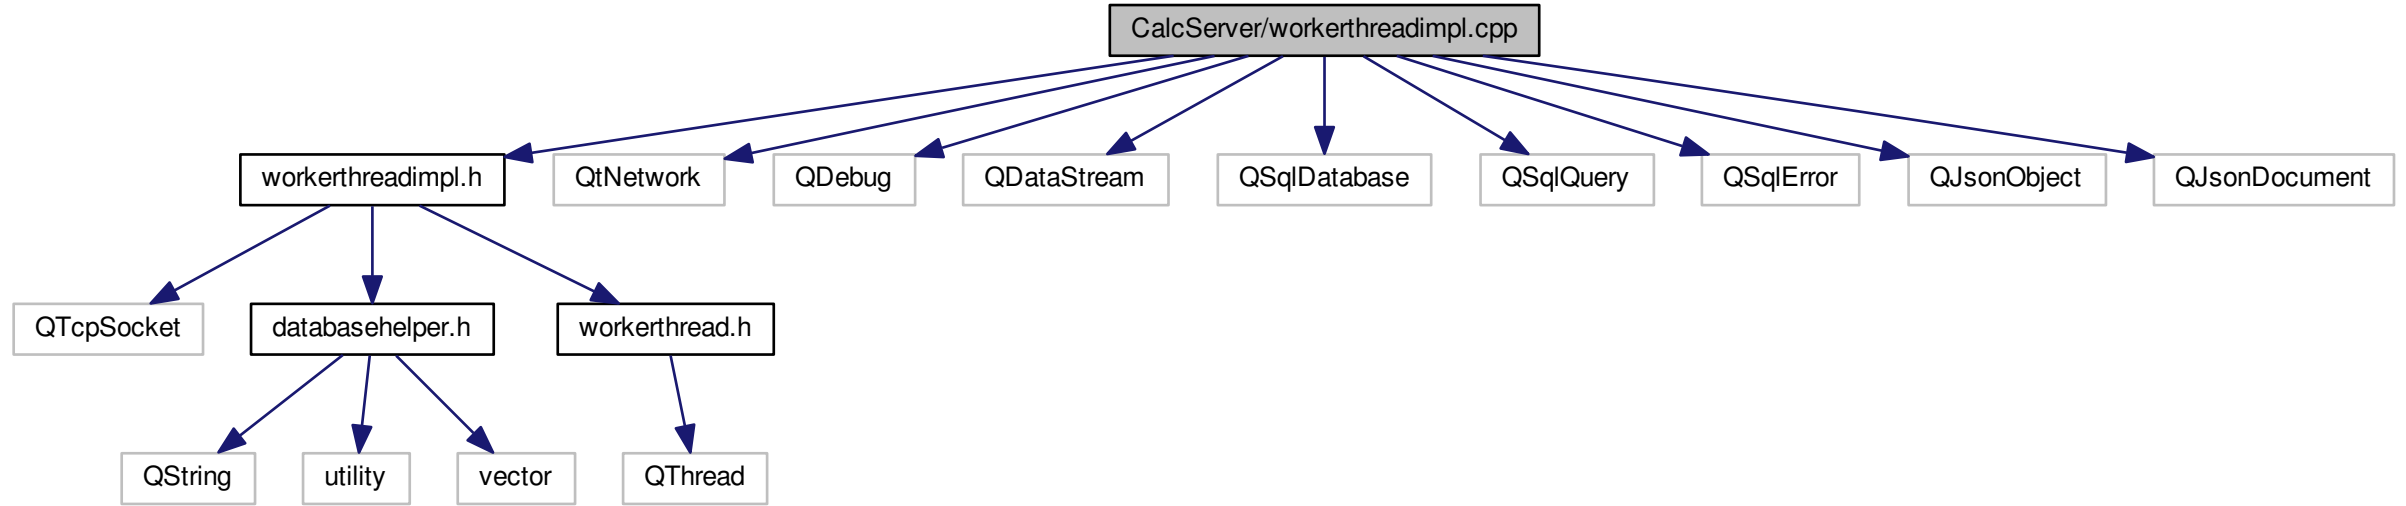 CalcServer/workerthreadimpl.cpp
workerthreadimpl.h
QtNetwork
QDebug
QDataStream
QSqlDatabase
QSqlQuery
QSqlError
QJsonObject
QJsonDocument
QTcpSocket
databasehelper.h
workerthread.h
QString
utility
vector
QThread